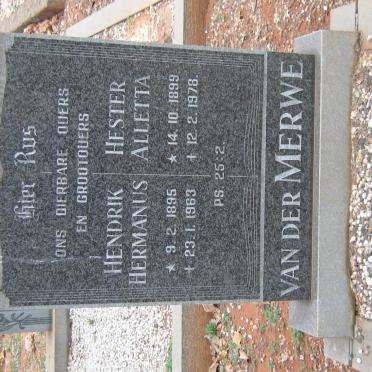 Hier Rus
ONS DIERBARE OUERS
EN GROOTOUERS
HENDRIK HERMANUS
★ 9.2.1895
+ 23.1.1963
HESTER ALLETTA
★ 14.10.1899
+ 12.2.1978.
PS. 25:2.
VAN DER MERWE